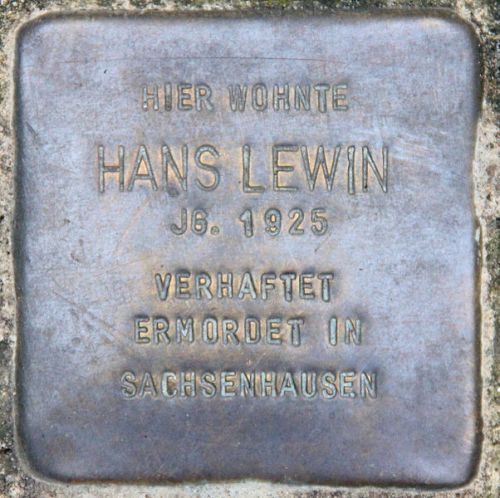 HIER WOHNTE
HANS LEWIN
JG. 1925
VERHAFTET
ERMORDET IN
SACHSENHAUSEN